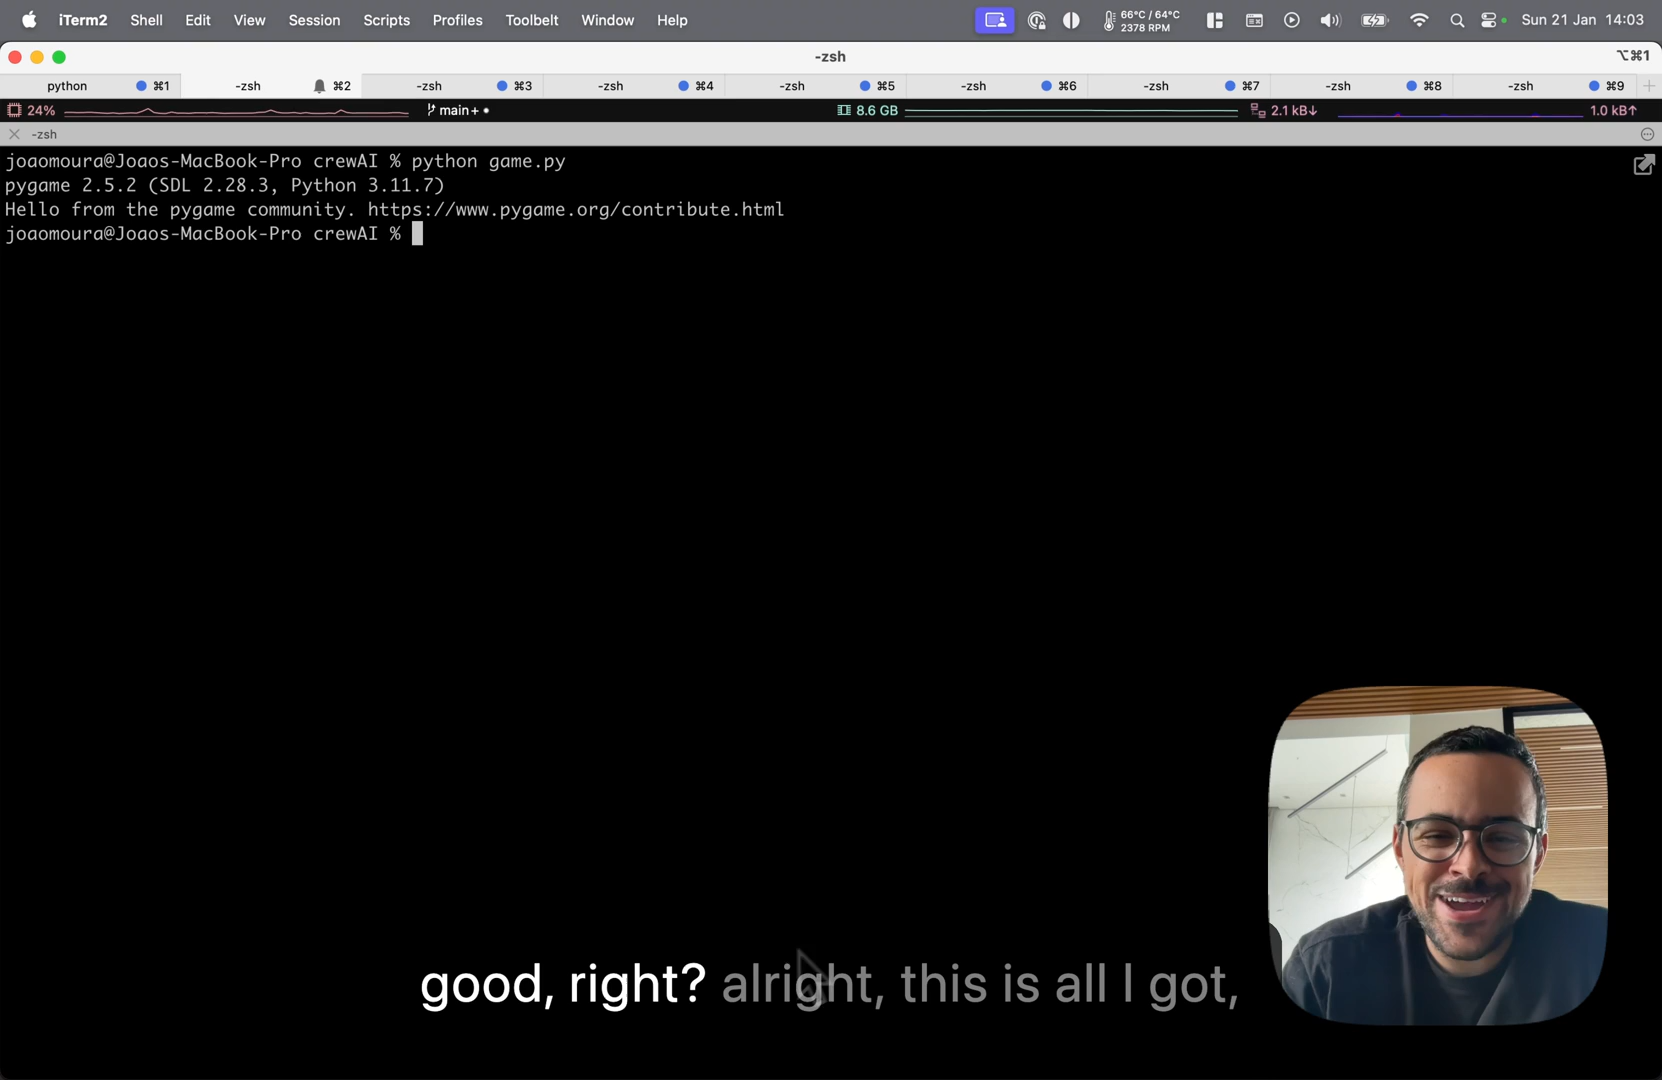 iTerm2 Shell Edit View Session Scripts Profiles Toolbelt Window Help 66°C / 64°C Sun 21 Jan 14:03
2378 RPM
-zsh ⌥⌘1
python ⌘1 -zsh ⌘2 -zsh ⌘3 -zsh ⌘4 -zsh ⌘5 -zsh ⌘6 -zsh ⌘7 -zsh ⌘8 -zsh ⌘9
24% main+• 8.6 GB 2.1 kB↓ 1.0 kB↑
-zsh
joaomoura@Joaos-MacBook-Pro crewAI % python game.py
pygame 2.5.2 (SDL 2.28.3, Python 3.11.7)
Hello from the pygame community. https://www.pygame.org/contribute.html
joaomoura@Joaos-MacBook-Pro crewAI %
good, right? alright, this is all I got,